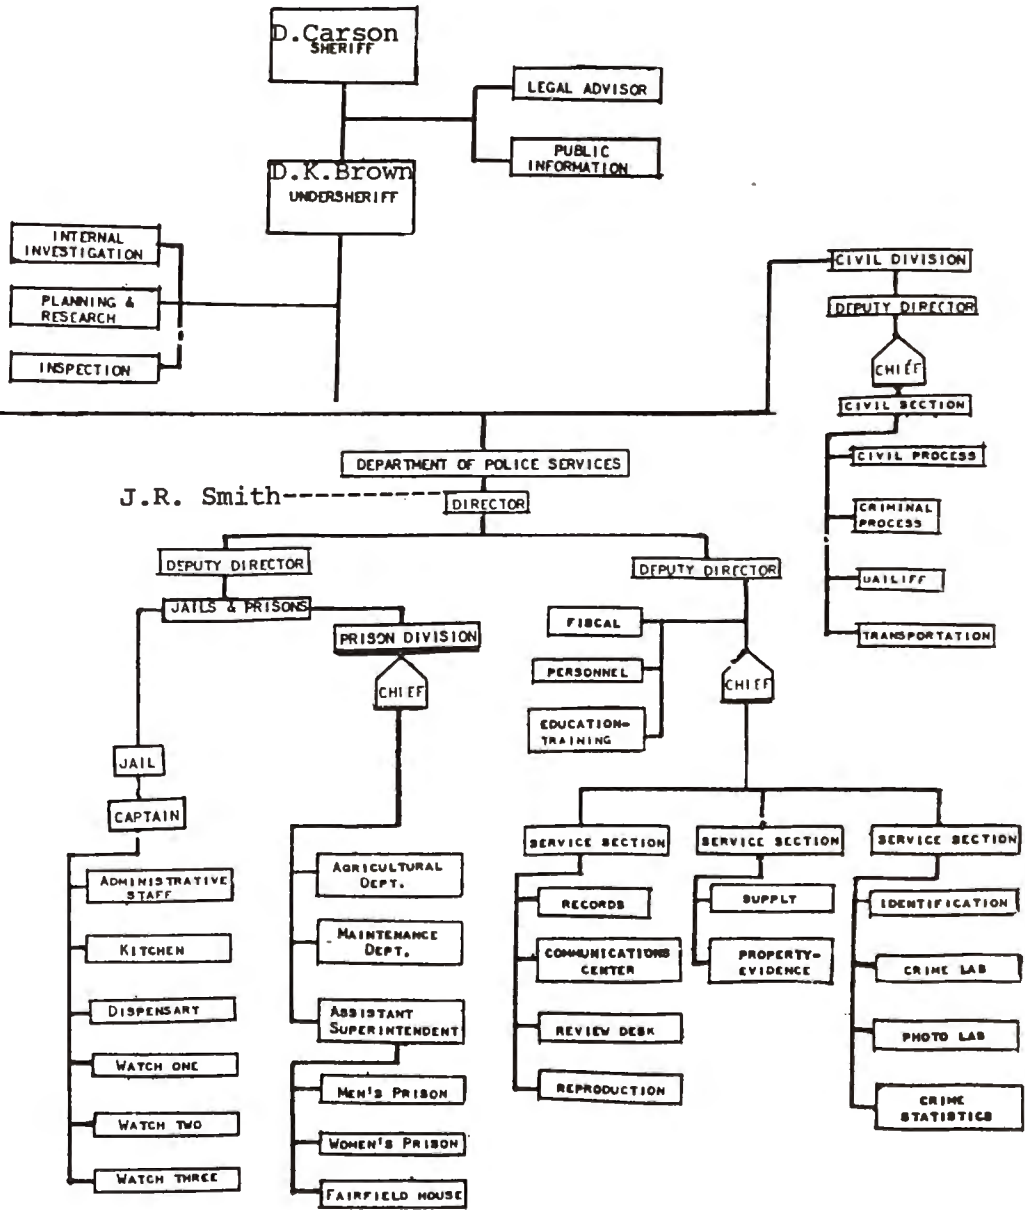 D.Carson
SHERIFF
LEGAL ADVISOR
PUBLIC
INFORMATION
D.K.Brown
UNDERSHERIFF
INTERNAL
INVESTIGATION
PLANNING &
RESEARCH
INSPECTION
CIVIL DIVISION
DEPUTY DIRECTOR
CHIEF
CIVIL SECTION
CIVIL PROCESS
CRIMINAL
PROCESS
BAILIFF
TRANSPORTATION
DEPARTMENT OF POLICE SERVICES
J.R. Smith
DIRECTOR
DEPUTY DIRECTOR
JAILS & PRISONS
PRISON DIVISION
CHIEF
JAIL
CAPTAIN
ADMINISTRATIVE
STAFF
KITCHEN
DISPENSARY
WATCH ONE
WATCH TWO
WATCH THREE
AGRICULTURAL
DEPT.
MAINTENANCE
DEPT.
ASSISTANT
SUPERINTENDENT
MEN'S PRISON
WOMEN'S PRISON
FAIRFIELD HOUSE
DEPUTY DIRECTOR
FISCAL
PERSONNEL
EDUCATION-
TRAINING
CHIEF
SERVICE SECTION
RECORDS
COMMUNICATIONS
CENTER
REVIEW DESK
REPRODUCTION
SERVICE SECTION
SUPPLY
PROPERTY-
EVIDENCE
SERVICE SECTION
IDENTIFICATION
CRIME LAB
PHOTO LAB
CRIME
STATISTICS